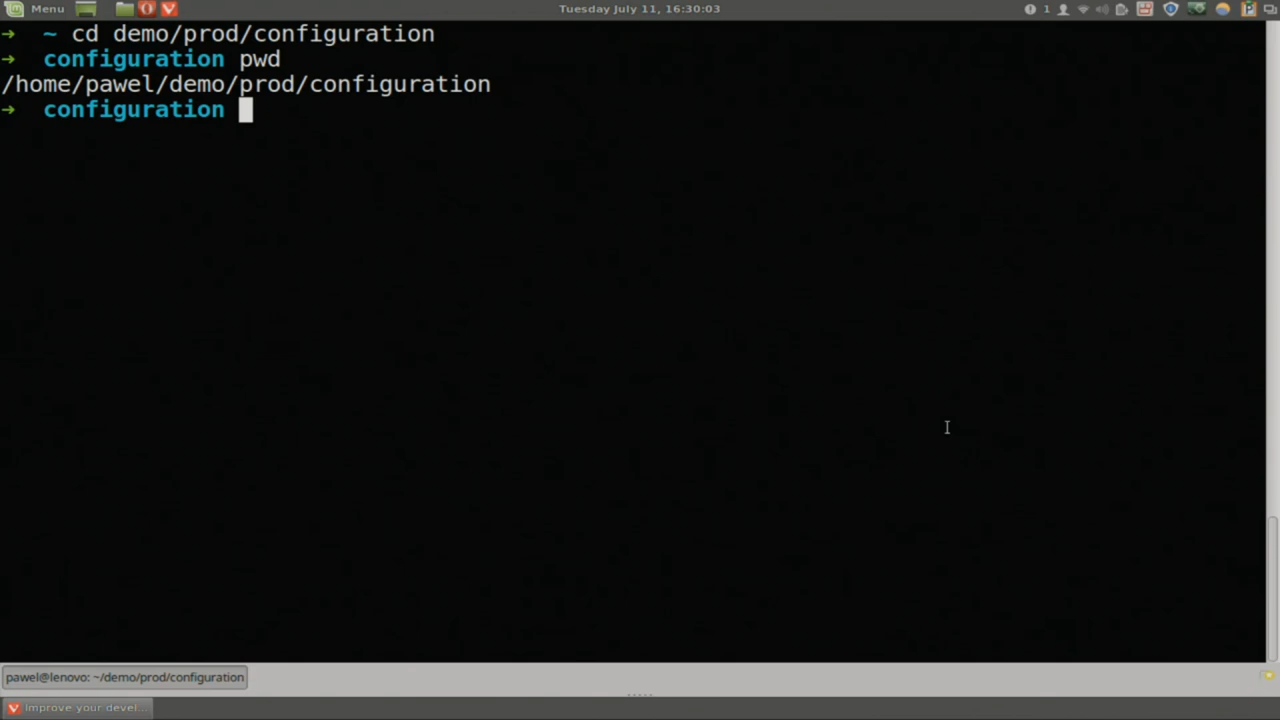 Menu
Tuesday July 11, 16:30:03
1
➜ ~ cd demo/prod/configuration
➜ configuration pwd
/home/pawel/demo/prod/configuration
➜ configuration
pawel@lenovo: ~/demo/prod/configuration
Improve your devel...